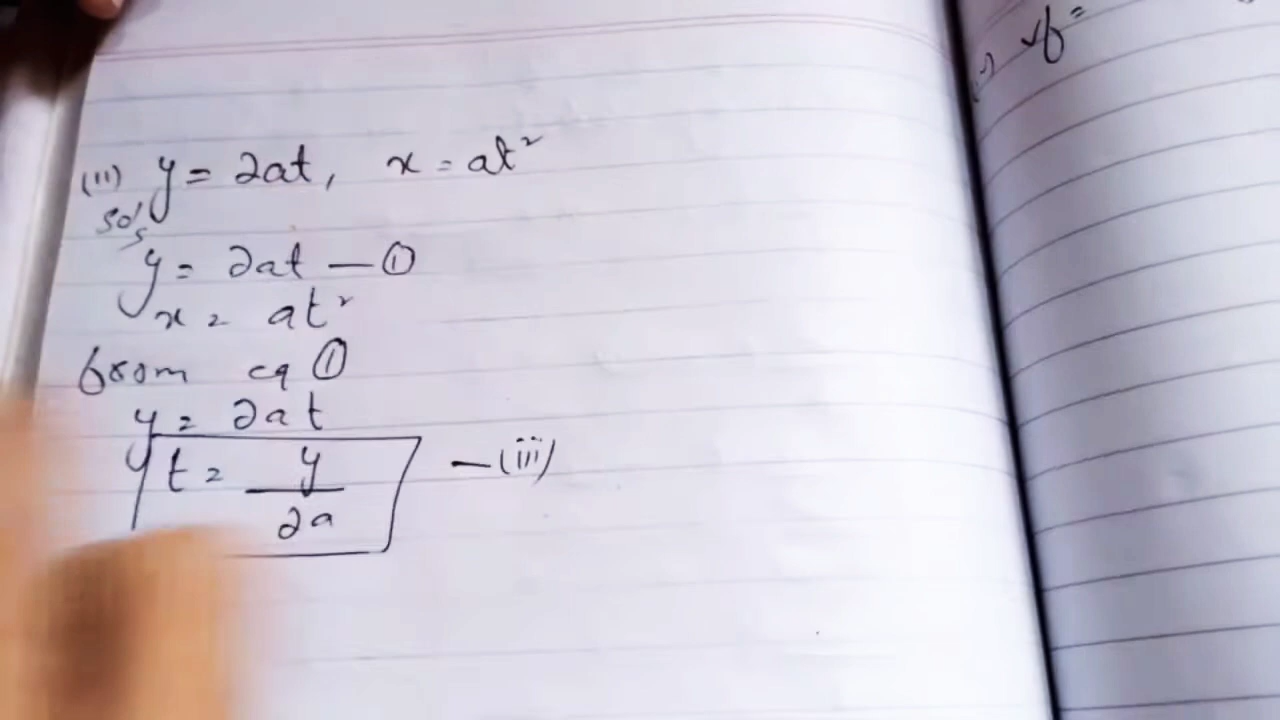 (ii) y = 2at, x = at²
Sol:
y = 2at — ①
x = at²
from eq ①
y = 2at
t = y/2a — (iii)